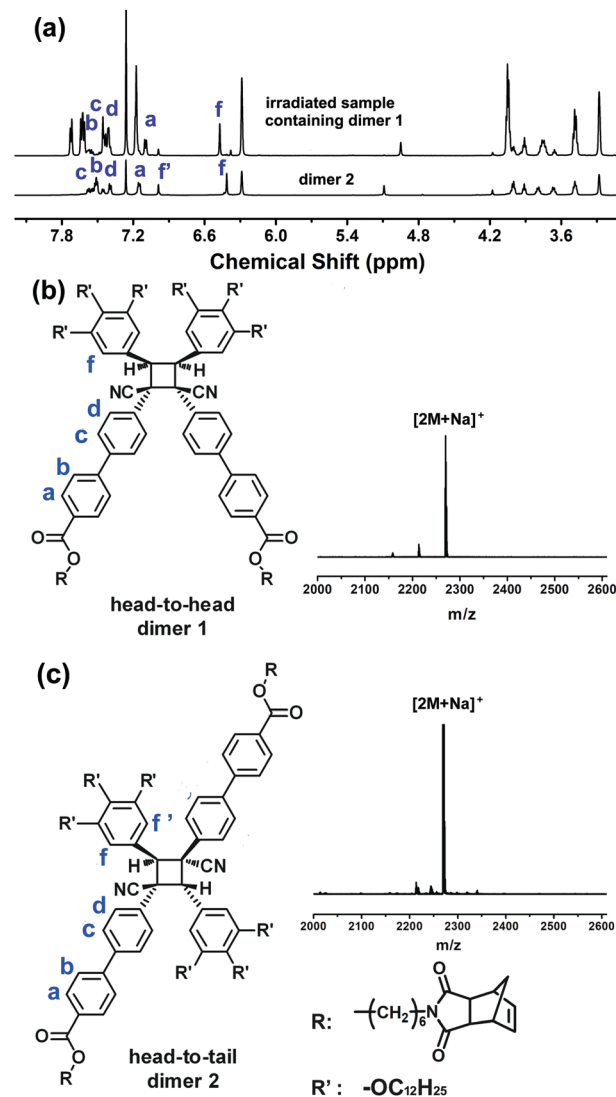 (a)
c
d
b
a
f
irradiated sample
containing dimer 1
c
b
d
a
f'
f
dimer 2
7.8 7.2 6.6 6.0 5.4 4.8 4.2 3.6
Chemical Shift (ppm)
(b)
R' R' R' R'
R' R'
f
H H
CN CN
d
c
b
a
O O
O O
R R
head-to-head
dimer 1
[2M+Na]+
2000 2100 2200 2300 2400 2500 2600
m/z
(c)
R
O
O
R' R'
R' f '
f
H CN
CN H
d
c
b
a
R'
R' R'
O
O
R
head-to-tail
dimer 2
[2M+Na]+
2000 2100 2200 2300 2400 2500 2600
m/z
O
R: (CH2)6 N
O
R' : -OC12H25